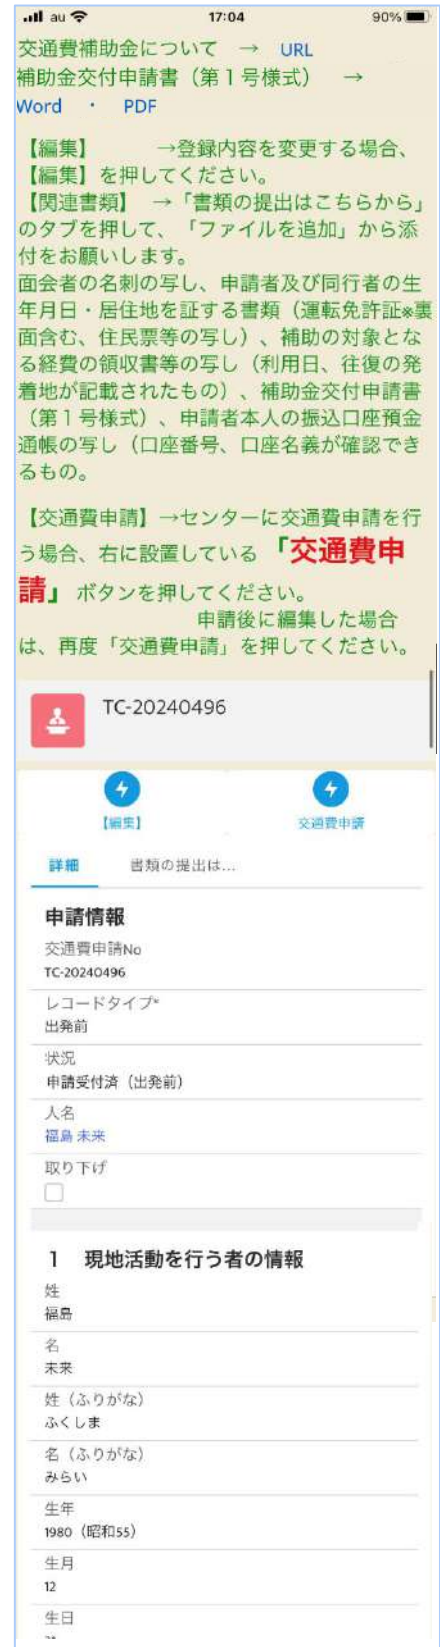 au 17:04 90%
交通費補助金について → URL
補助金交付申請書（第１号様式） →
Word ・ PDF
【編集】 →登録内容を変更する場合、
【編集】を押してください。
【関連書類】 →「書類の提出はこちらから」
のタブを押して、「ファイルを追加」から添
付をお願いします。
面会者の名刺の写し、申請者及び同行者の生
年月日・居住地を証する書類（運転免許証※裏
面含む、住民票等の写し）、補助の対象とな
る経費の領収書等の写し（利用日、往復の発
着地が記載されたもの）、補助金交付申請書
（第１号様式）、申請者本人の振込口座預金
通帳の写し（口座番号、口座名義が確認でき
るもの。
【交通費申請】→センターに交通費申請を行
う場合、右に設置している「交通費申
請」ボタンを押してください。
申請後に編集した場合
は、再度「交通費申請」を押してください。
TC-20240496
【編集】 交通費申請
詳細 書類の提出は...
申請情報
交通費申請No
TC-20240496
レコードタイプ*
出発前
状況
申請受付済（出発前）
人名
福島 未来
取り下げ
１ 現地活動を行う者の情報
姓
福島
名
未来
姓（ふりがな）
ふくしま
名（ふりがな）
みらい
生年
1980（昭和55）
生月
12
生日